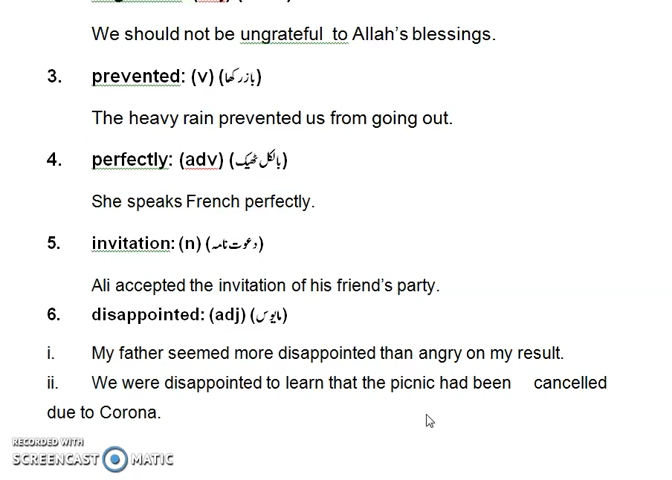 We should not be ungrateful to Allah's blessings.
3. prevented: (v) (باز رکھا)
The heavy rain prevented us from going out.
4. perfectly: (adv) (بالکل ٹھیک)
She speaks French perfectly.
5. invitation: (n) (دعوت نامہ)
Ali accepted the invitation of his friend's party.
6. disappointed: (adj) (مایوس)
i. My father seemed more disappointed than angry on my result.
ii. We were disappointed to learn that the picnic had been cancelled
due to Corona.
RECORDED WITH
SCREENCAST MATIC